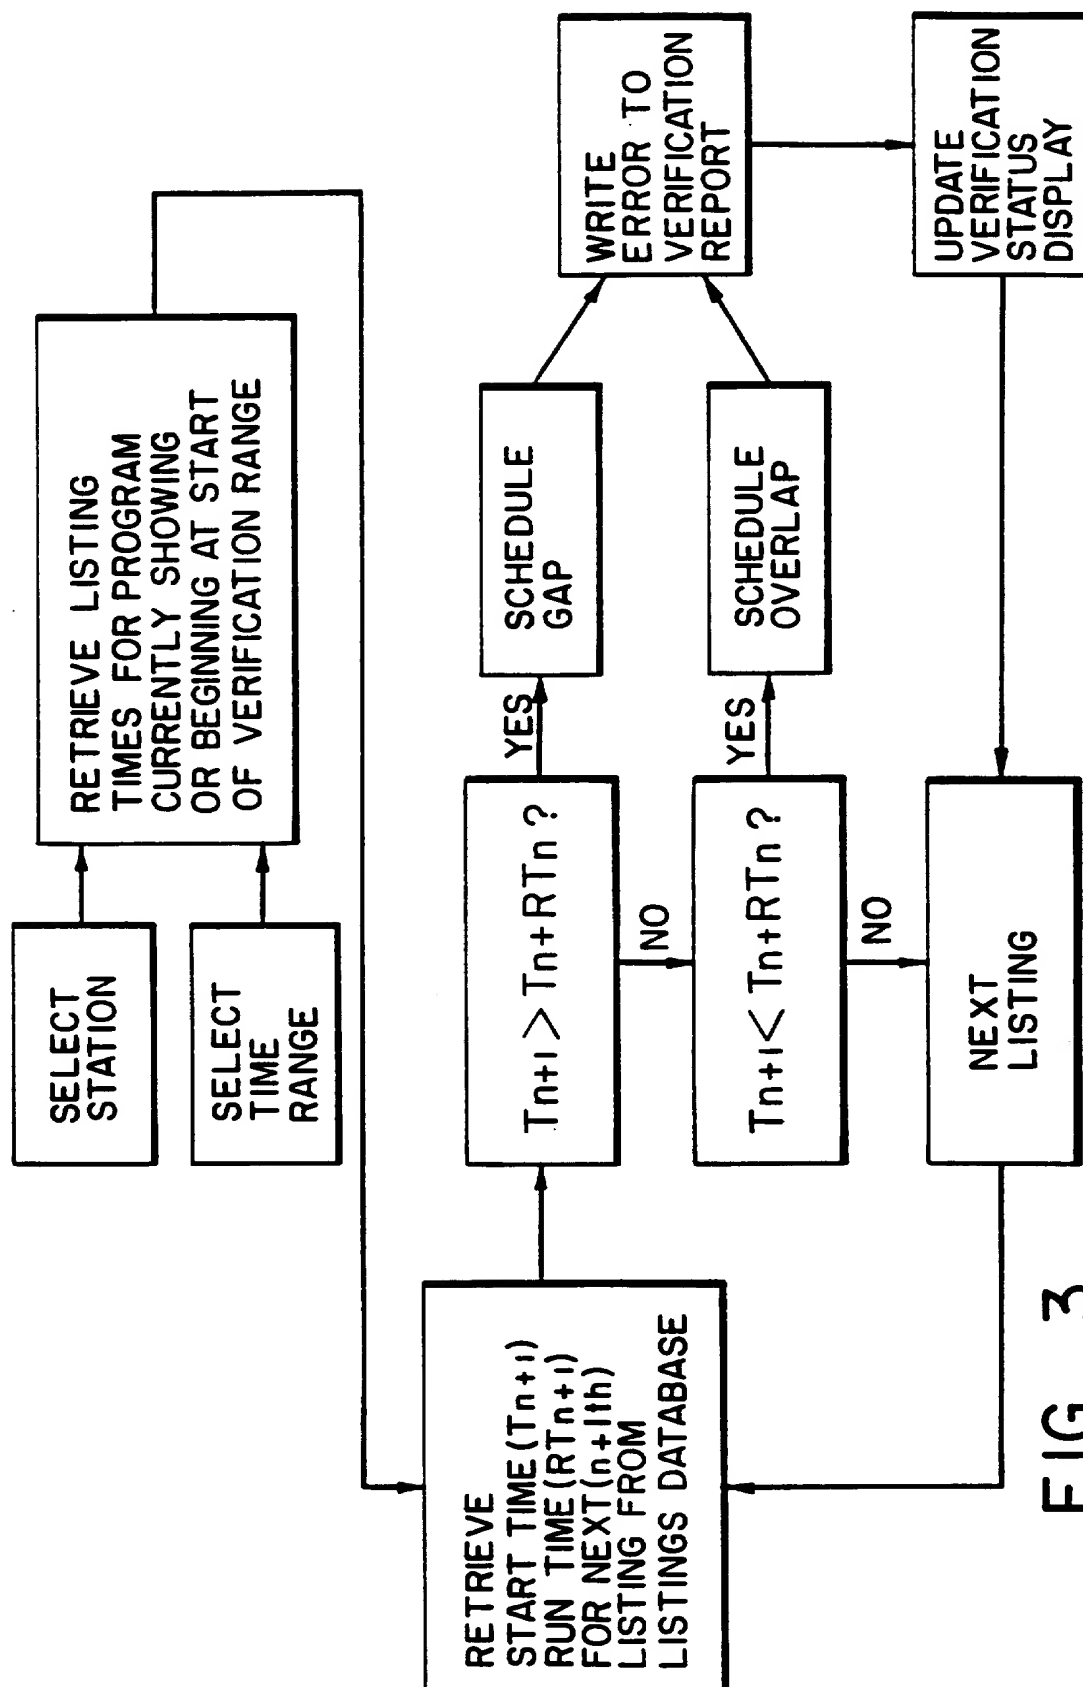 SELECT
STATION
SELECT
TIME
RANGE
RETRIEVE LISTING
TIMES FOR PROGRAM
CURRENTLY SHOWING
OR BEGINNING AT START
OF VERIFICATION RANGE
RETRIEVE
START TIME(Tn+1)
RUN TIME(RTn+1)
FOR NEXT(n+1th)
LISTING FROM
LISTINGS DATABASE
Tn+1 > Tn+RTn ?
YES
SCHEDULE
GAP
NO
Tn+1 < Tn+RTn ?
YES
SCHEDULE
OVERLAP
NO
WRITE
ERROR TO
VERIFICATION
REPORT
UPDATE
VERIFICATION
STATUS
DISPLAY
NEXT
LISTING
FIG. 3